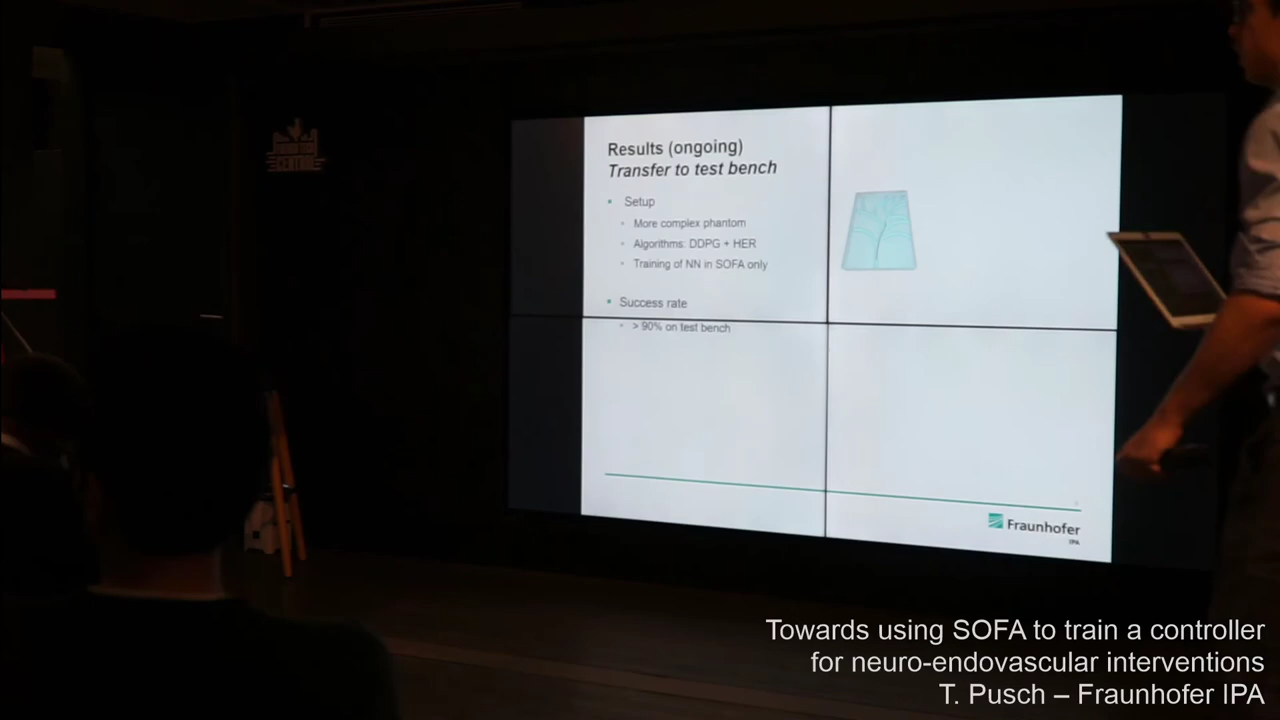 Results (ongoing)
Transfer to test bench
Setup
More complex phantom
Algorithms: DDPG + HER
Training of NN in SOFA only
Success rate
> 90% on test bench
Fraunhofer
IPA
Towards using SOFA to train a controller
for neuro-endovascular interventions
T. Pusch – Fraunhofer IPA